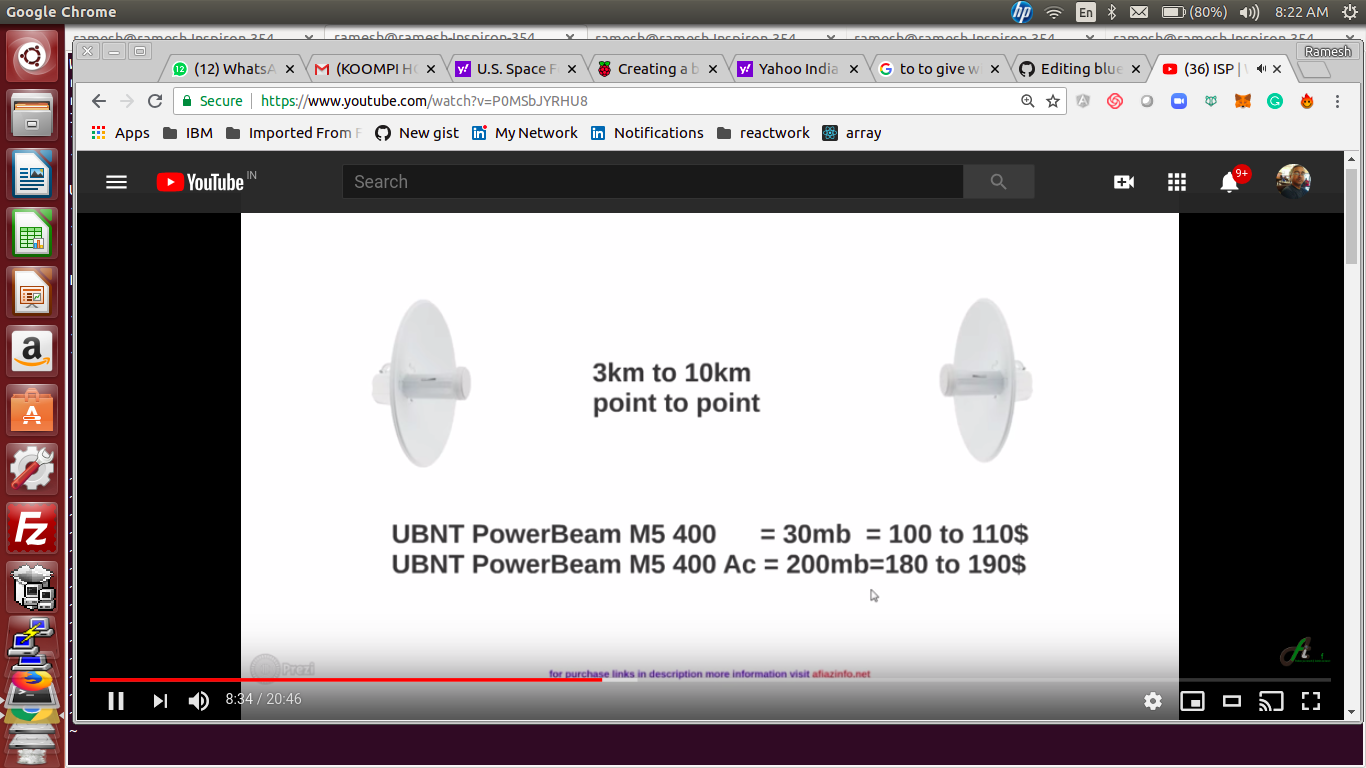 Google Chrome
En
(80%)
8:22 AM
ramesh@ramesh-Inspiron-354
ramesh@ramesh-Inspiron-354
ramesh@ramesh-Inspiron-354
ramesh@ramesh-Inspiron-354
ramesh@ramesh-Inspiron-354
Ramesh
(12) WhatsA
(KOOMPI HO
U.S. Space F
Creating a b
Yahoo India
to to give w
Editing blue
(36) ISP |
Secure
https://www.youtube.com/watch?v=P0MSbJYRHU8
Apps
IBM
Imported From F
New gist
My Network
Notifications
reactwork
array
YouTube IN
Search
9+
3km to 10km
point to point
UBNT PowerBeam M5 400 = 30mb = 100 to 110$
UBNT PowerBeam M5 400 Ac = 200mb=180 to 190$
Prezi
for purchase links in description more information visit afiazinfo.net
8:34 / 20:46
~